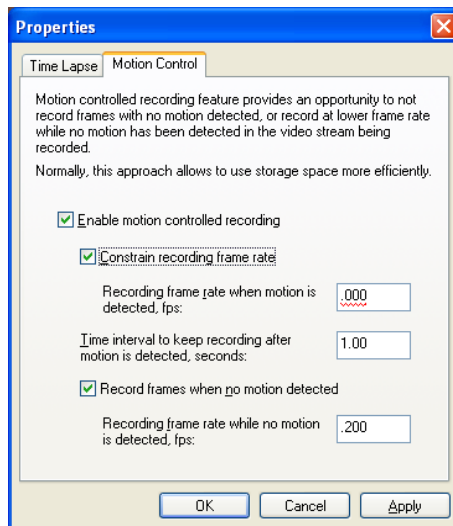 Properties
Time Lapse Motion Control
Motion controlled recording feature provides an opportunity to not
record frames with no motion detected, or record at lower frame rate
while no motion has been detected in the video stream being
recorded.
Normally, this approach allows to use storage space more efficiently.
Enable motion controlled recording
Constrain recording frame rate
Recording frame rate when motion is
detected, fps:
.000
Time interval to keep recording after
motion is detected, seconds:
1.00
Record frames when no motion detected
Recording frame rate while no motion
is detected, fps:
.200
OK Cancel Apply